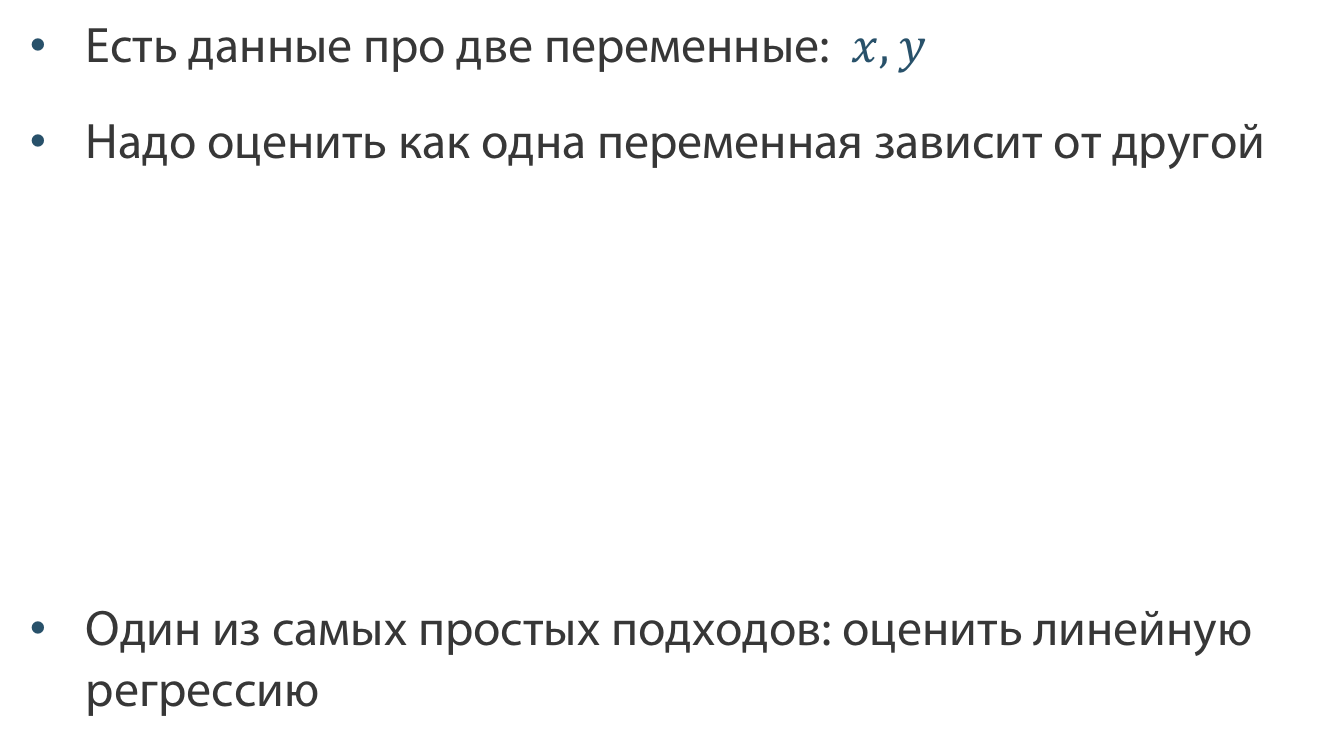 • Есть данные про две переменные: x, y
• Надо оценить как одна переменная зависит от другой
• Один из самых простых подходов: оценить линейную
регрессию